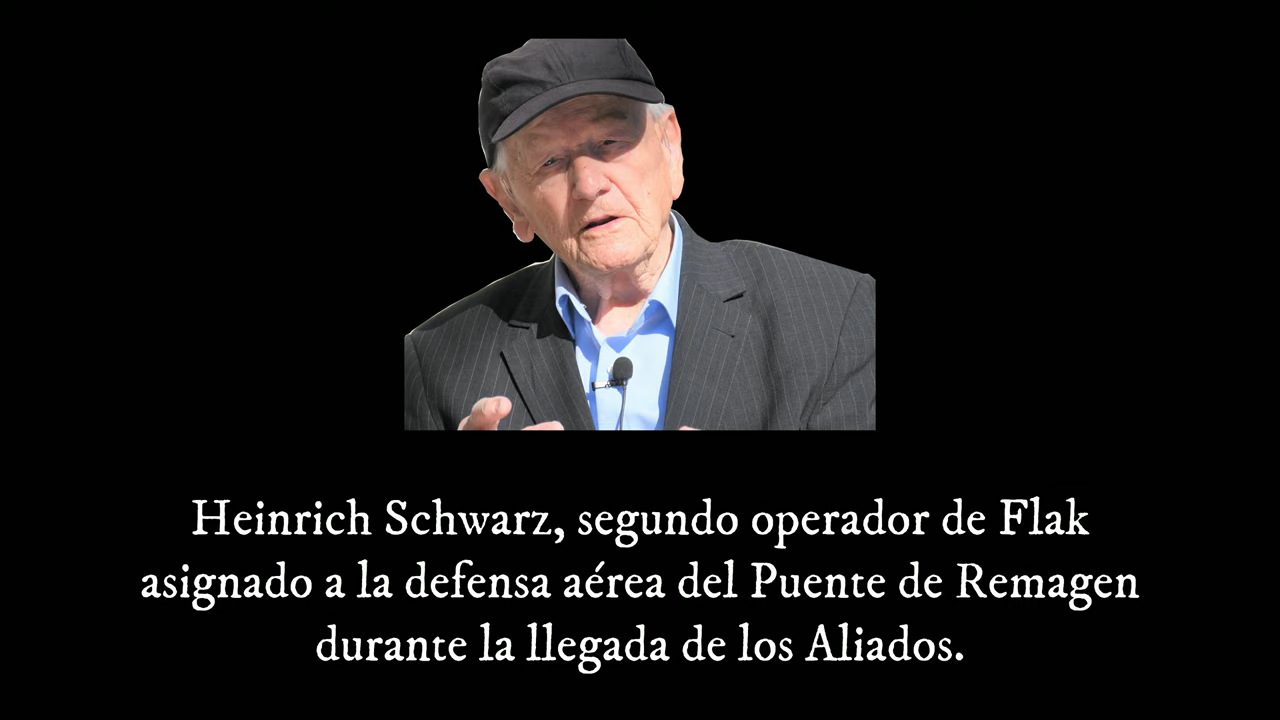 Heinrich Schwarz, segundo operador de Flak
asignado a la defensa aérea del Puente de Remagen
durante la llegada de los Aliados.